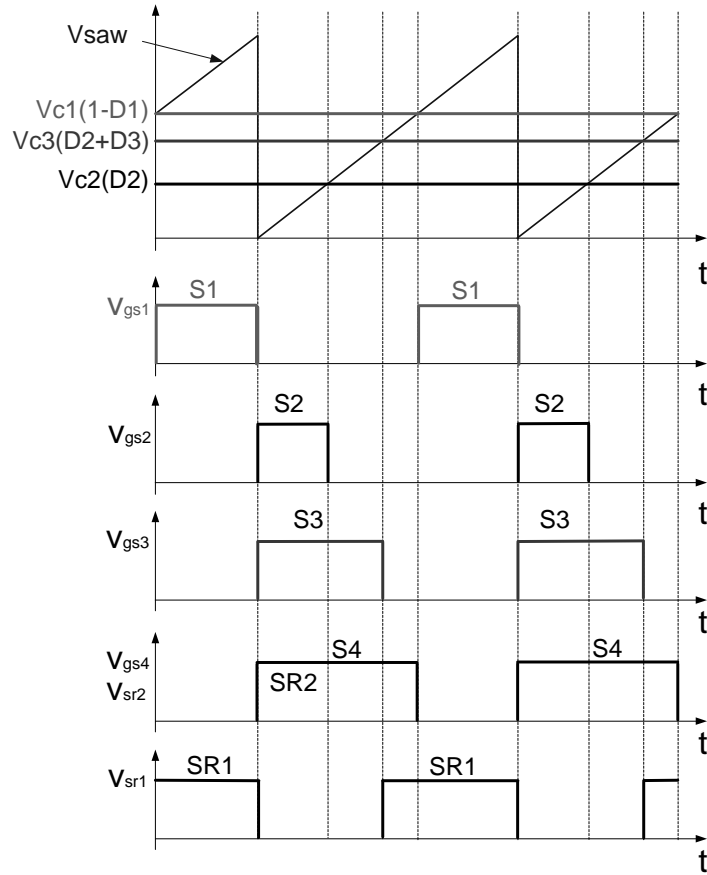 Vsaw
Vc1(1-D1)
Vc3(D2+D3)
Vc2(D2)
t
Vgs1
S1
S1
t
Vgs2
S2
S2
t
Vgs3
S3
S3
t
Vgs4
Vsr2
S4
SR2
S4
t
Vsr1
SR1
SR1
t